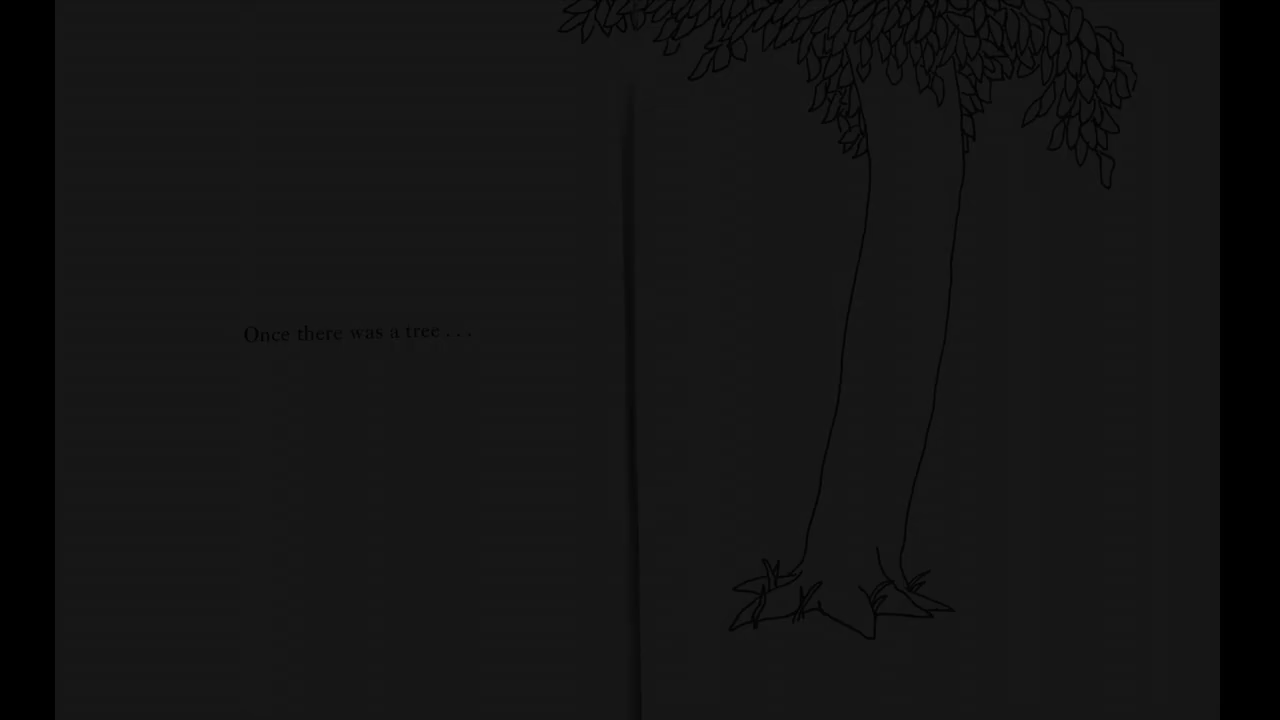 Once there was a tree . . .